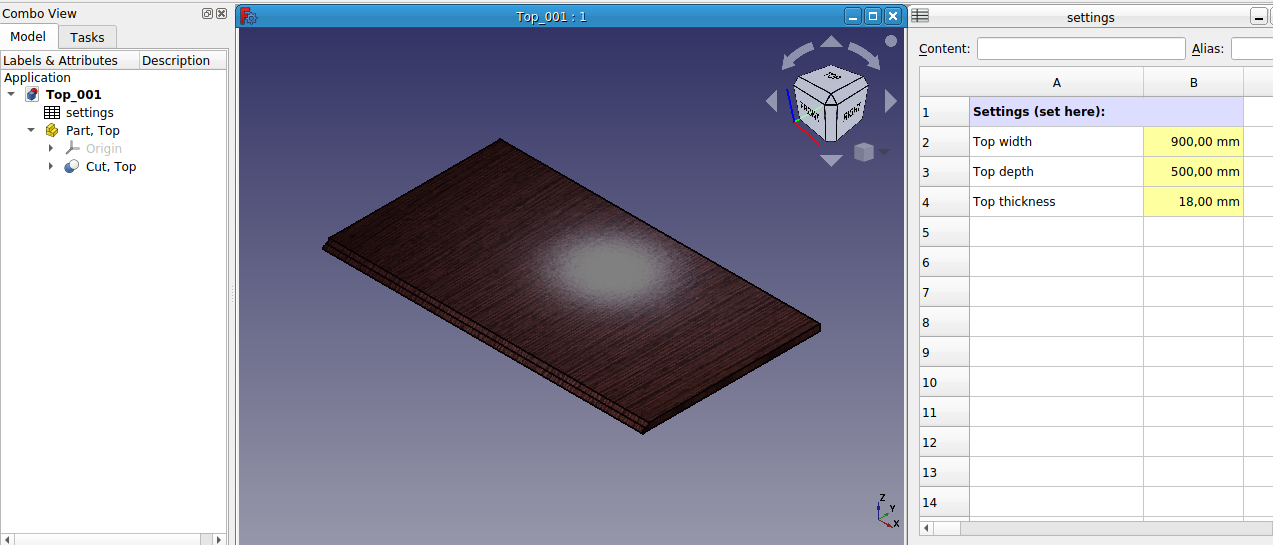 Combo View
Model
Tasks
Labels & Attributes
Description
Application
Top_001
settings
Part, Top
Origin
Cut, Top
Top_001 : 1
TOP
FRONT
RIGHT
Z
Y
X
settings
Content:
Alias:
A
B
1 Settings (set here):
2 Top width 900,00 mm
3 Top depth 500,00 mm
4 Top thickness 18,00 mm
5
6
7
8
9
10
11
12
13
14